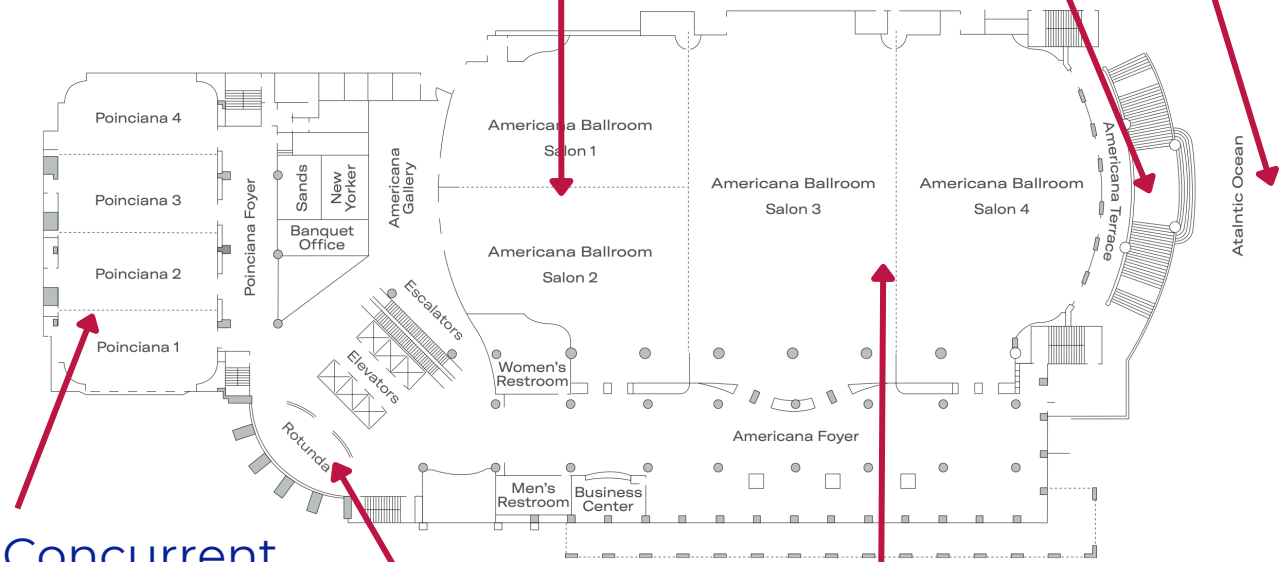 Poinciana 4
Poinciana 3
Poinciana 2
Poinciana 1
Poinciana Foyer
Sands
New
Yorker
Banquet
Office
Americana
Gallery
Americana Ballroom
Salon 1
Americana Ballroom
Salon 2
Americana Ballroom
Salon 3
Americana Ballroom
Salon 4
Americana Terrace
Atalntic Ocean
Escalators
Elevators
Rotunda
Women's
Restroom
Americana Foyer
Men's
Restroom
Business
Center
Concurrent